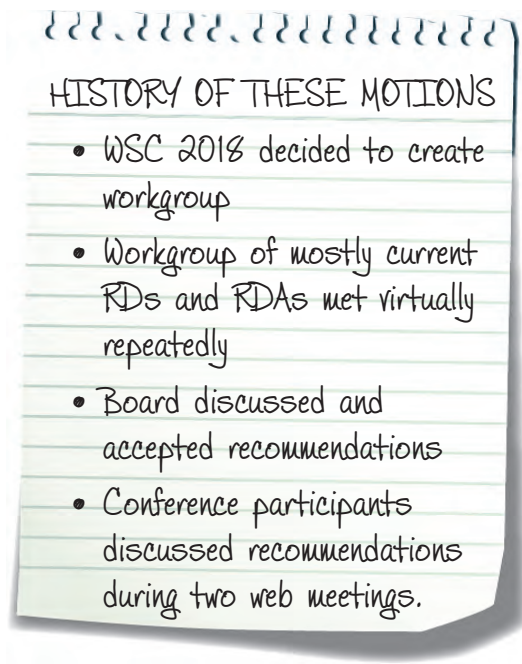 HISTORY OF THESE MOTIONS
• WSC 2018 decided to create
workgroup
• Workgroup of mostly current
RDs and RDAs met virtually
repeatedly
• Board discussed and
accepted recommendations
• Conference participants
discussed recommendations
during two web meetings.